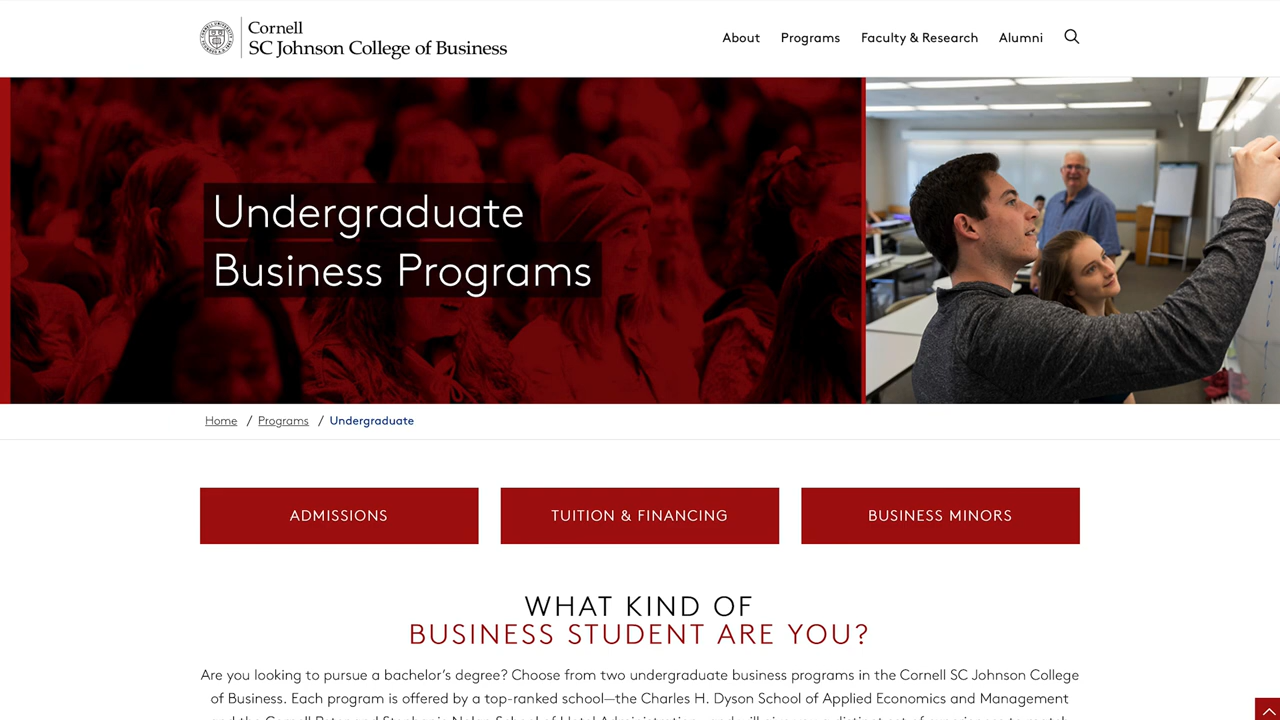 Cornell
SC Johnson College of Business
About Programs Faculty & Research Alumni
Undergraduate
Business Programs
Home / Programs / Undergraduate
ADMISSIONS TUITION & FINANCING BUSINESS MINORS
WHAT KIND OF
BUSINESS STUDENT ARE YOU?
Are you looking to pursue a bachelor's degree? Choose from two undergraduate business programs in the Cornell SC Johnson College
of Business. Each program is offered by a top-ranked school—the Charles H. Dyson School of Applied Economics and Management